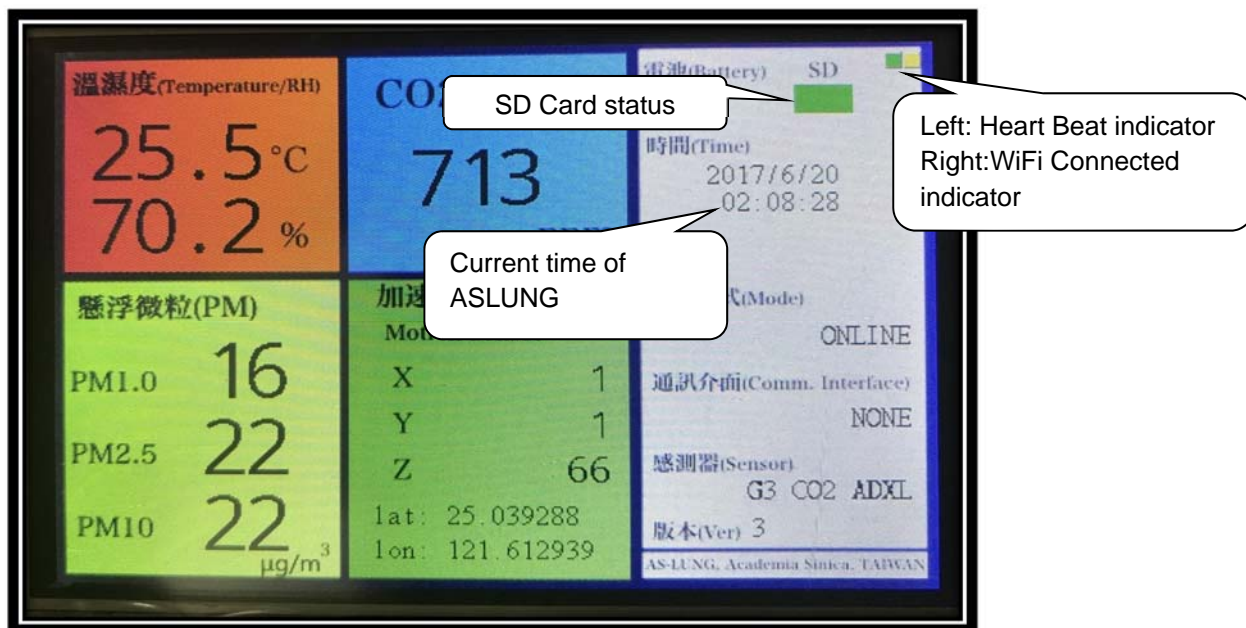 溫濕度(Temperature/RH)
25.5°C
70.2 %
CO2
713
電池(Battery) SD
SD Card status
Left: Heart Beat indicator
Right:WiFi Connected
indicator
時間(Time)
2017/6/20
02:08:28
Current time of
ASLUNG
懸浮微粒(PM)
PM1.0 16
PM2.5 22
PM10 22
μg/m³
加速
X 1
Y 1
Z 66
lat: 25.039288
lon: 121.612939
式(Mode)
ONLINE
通訊介面(Comm. Interface)
NONE
感測器(Sensor)
G3 CO2 ADXL
版本(Ver) 3
AS-LUNG, Academia Sinica, TAIWAN